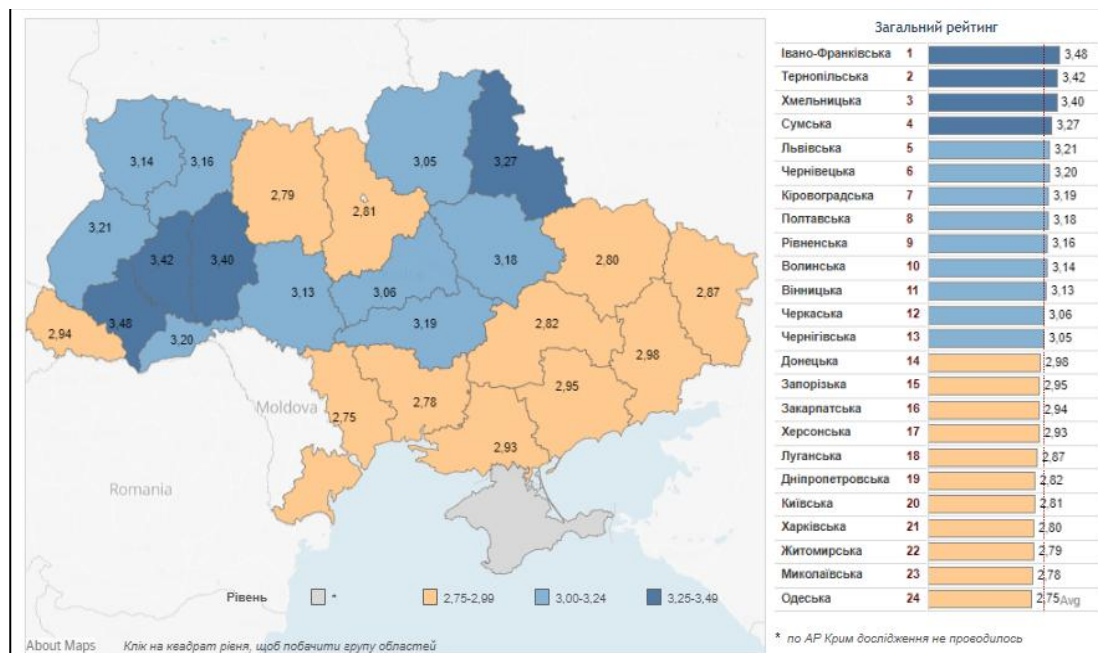 Загальний рейтинг
Івано-Франківська 1 3,48
Тернопільська 2 3,42
Хмельницька 3 3,40
Сумська 4 3,27
Львівська 5 3,21
Чернівецька 6 3,20
Кіровоградська 7 3,19
Полтавська 8 3,18
Рівненська 9 3,16
Волинська 10 3,14
Вінницька 11 3,13
Черкаська 12 3,06
Чернігівська 13 3,05
Донецька 14 2,98
Запорізька 15 2,95
Закарпатська 16 2,94
Херсонська 17 2,93
Луганська 18 2,87
Дніпропетровська 19 2,82
Київська 20 2,81
Харківська 21 2,80
Житомирська 22 2,79
Миколаївська 23 2,78
Одеська 24 2,75 Avg
* по АР Крим дослідження не проводилось
3,14
3,16
3,05
3,27
2,79
2,81
3,21
3,42
3,40
3,18
2,80
3,13
3,06
2,87
3,48
3,19
2,94
3,20
2,82
2,98
2,95
2,78
2,75
Moldova
2,93
Romania
Рівень * 2,75-2,99 3,00-3,24 3,25-3,49
About Maps Клік на квадрат рівня, щоб побачити групу областей